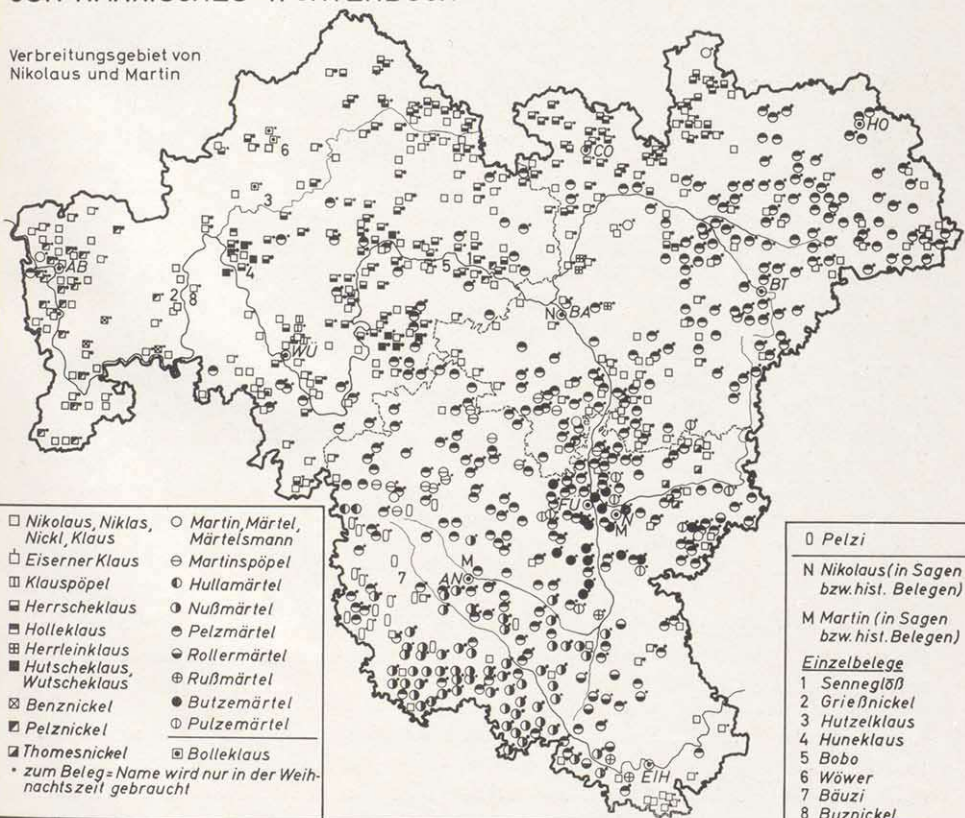 Verbreitungsgebiet von
Nikolaus und Martin
HO
CO
6
3
AB
4
5
1
2
8
BT
N BA
WÜ
FÜ
N
M
M
AN
7
EIH
Nikolaus, Niklas,
Nickl, Klaus
Eiserner Klaus
Klauspöpel
Herrscheklaus
Holleklaus
Herrleinklaus
Hutscheklaus,
Wutscheklaus
Benznickel
Pelznickel
Thomesnickel
• zum Beleg = Name wird nur in der Weih-
nachtszeit gebraucht
Martin, Märtel,
Märtelsmann
Martinspöpel
Hullamärtel
Nußmärtel
Pelzmärtel
Rollermärtel
Rußmärtel
Butzemärtel
Pulzemärtel
Bolleklaus
Pelzi
N Nikolaus (in Sagen
bzw. hist. Belegen)
M Martin (in Sagen
bzw. hist. Belegen)
Einzelbelege
1 Senneglöß
2 Grießnickel
3 Hutzelklaus
4 Huneklaus
5 Bobo
6 Wöwer
7 Bäuzi
8 Buznickel